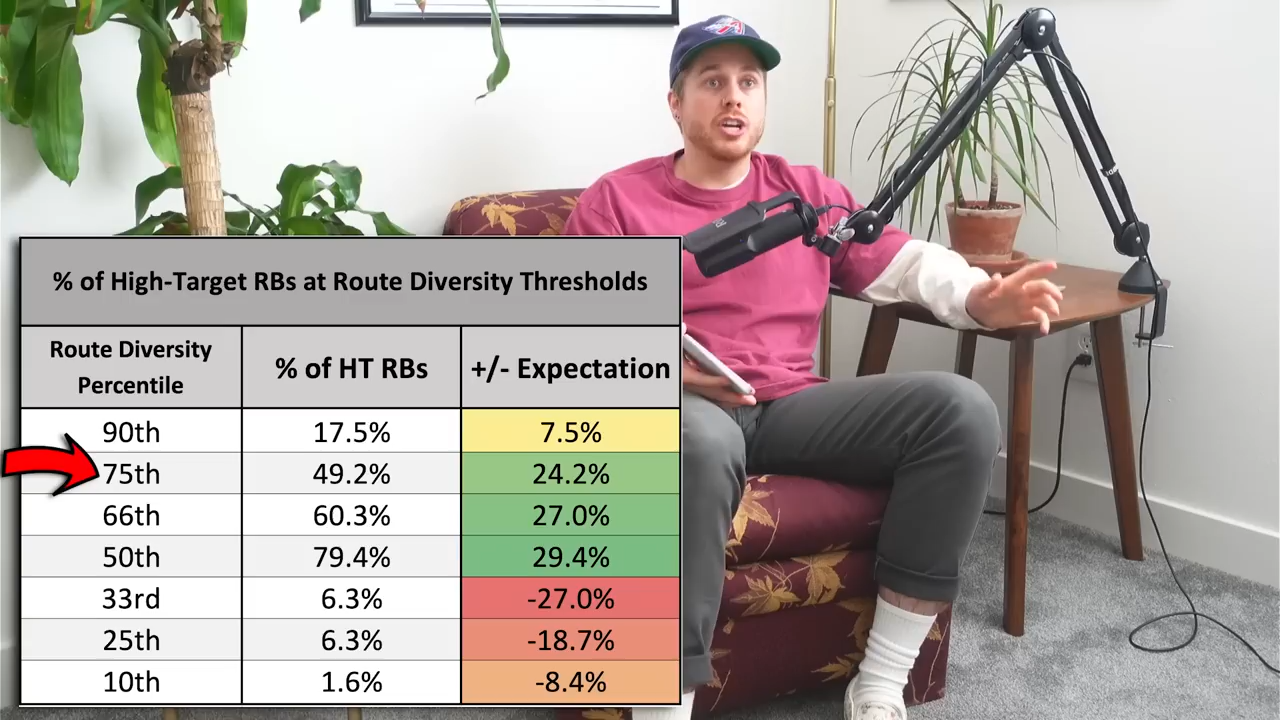 % of High-Target RBs at Route Diversity Thresholds
Route Diversity Percentile % of HT RBs +/- Expectation
90th 17.5% 7.5%
75th 49.2% 24.2%
66th 60.3% 27.0%
50th 79.4% 29.4%
33rd 6.3% -27.0%
25th 6.3% -18.7%
10th 1.6% -8.4%